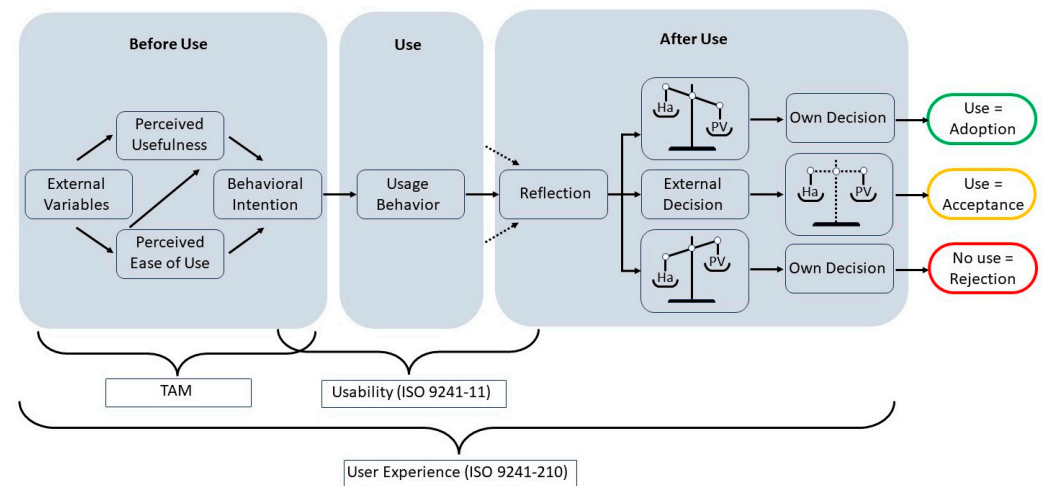 Before Use
Use
After Use
External
Variables
Perceived
Usefulness
Perceived
Ease of Use
Behavioral
Intention
Usage
Behavior
Reflection
Ha
PV
Own Decision
Use =
Adoption
External
Decision
Ha
PV
Use =
Acceptance
Ha
PV
Own Decision
No use =
Rejection
TAM
Usability (ISO 9241-11)
User Experience (ISO 9241-210)